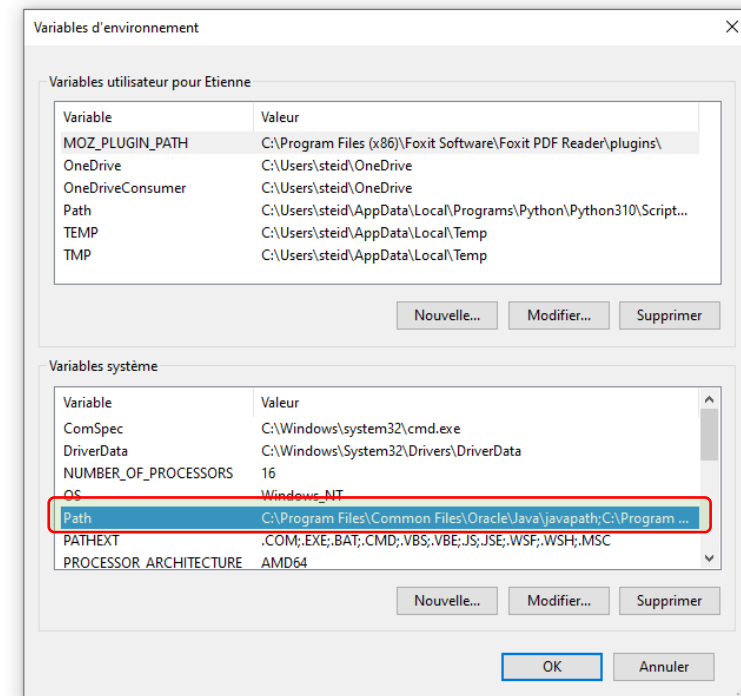 Variables d'environnement
Variables utilisateur pour Etienne
Variable Valeur
MOZ_PLUGIN_PATH C:\Program Files (x86)\Foxit Software\Foxit PDF Reader\plugins\
OneDrive C:\Users\steid\OneDrive
OneDriveConsumer C:\Users\steid\OneDrive
Path C:\Users\steid\AppData\Local\Programs\Python\Python310\Script...
TEMP C:\Users\steid\AppData\Local\Temp
TMP C:\Users\steid\AppData\Local\Temp
Nouvelle... Modifier... Supprimer
Variables système
Variable Valeur
ComSpec C:\Windows\system32\cmd.exe
DriverData C:\Windows\System32\Drivers\DriverData
NUMBER_OF_PROCESSORS 16
OS Windows_NT
Path C:\Program Files\Common Files\Oracle\Java\javapath;C:\Program ...
PATHEXT .COM;.EXE;.BAT;.CMD;.VBS;.VBE;.JS;.JSE;.WSF;.WSH;.MSC
PROCESSOR_ARCHITECTURE AMD64
Nouvelle... Modifier... Supprimer
OK Annuler